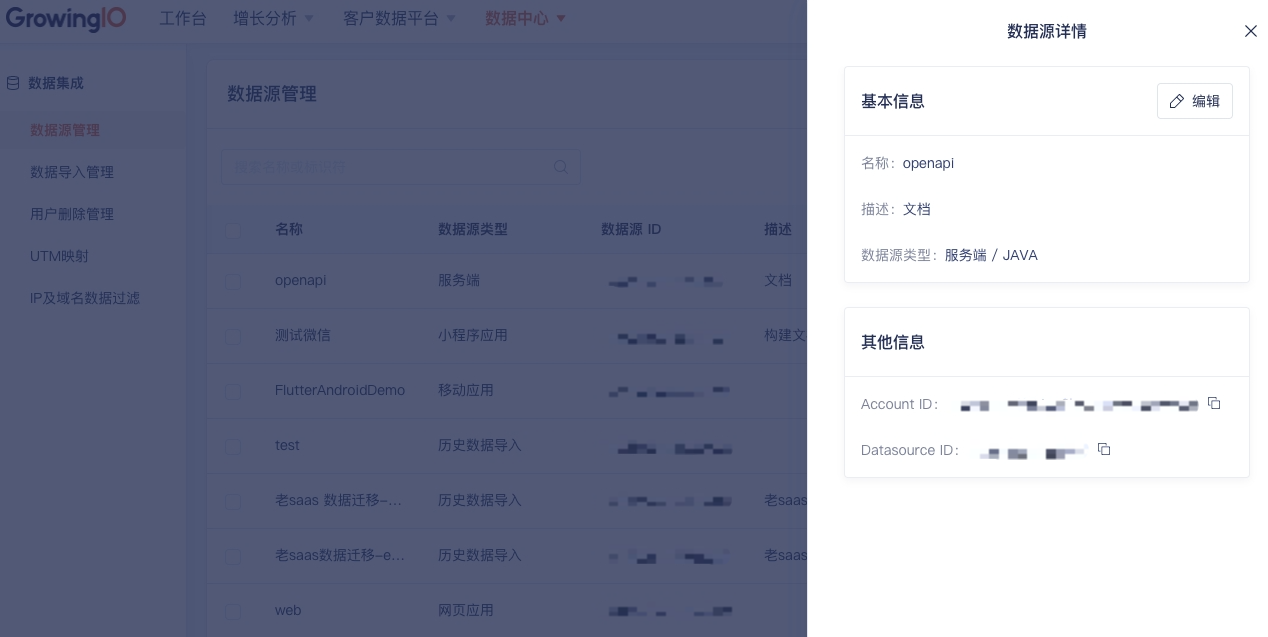 GrowingIO 工作台 增长分析 客户数据平台 数据中心
数据集成
数据源管理
数据导入管理
用户删除管理
UTM映射
IP及域名数据过滤
数据源管理
名称 数据源类型 数据源 ID 描述
openapi 服务端 文档
测试微信 小程序应用 构建文
FlutterAndroidDemo 移动应用
test 历史数据导入
老saas 数据迁移-... 历史数据导入 老saas
老saas数据迁移-e... 历史数据导入 老saas
web 网页应用
数据源详情
基本信息 编辑
名称：openapi
描述：文档
数据源类型：服务端 / JAVA
其他信息
Account ID：
Datasource ID：